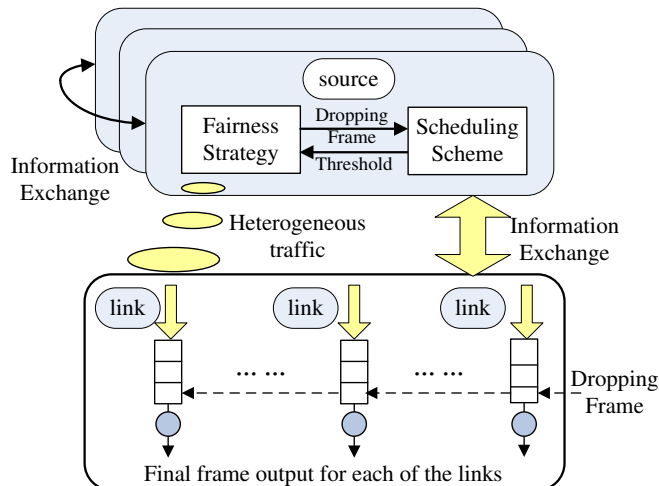 source
Dropping
Fairness
Strategy
Frame
Scheduling
Scheme
Threshold
Information
Exchange
Heterogeneous
traffic
Information
Exchange
link
link
link
... ...
... ...
Dropping
Frame
Final frame output for each of the links